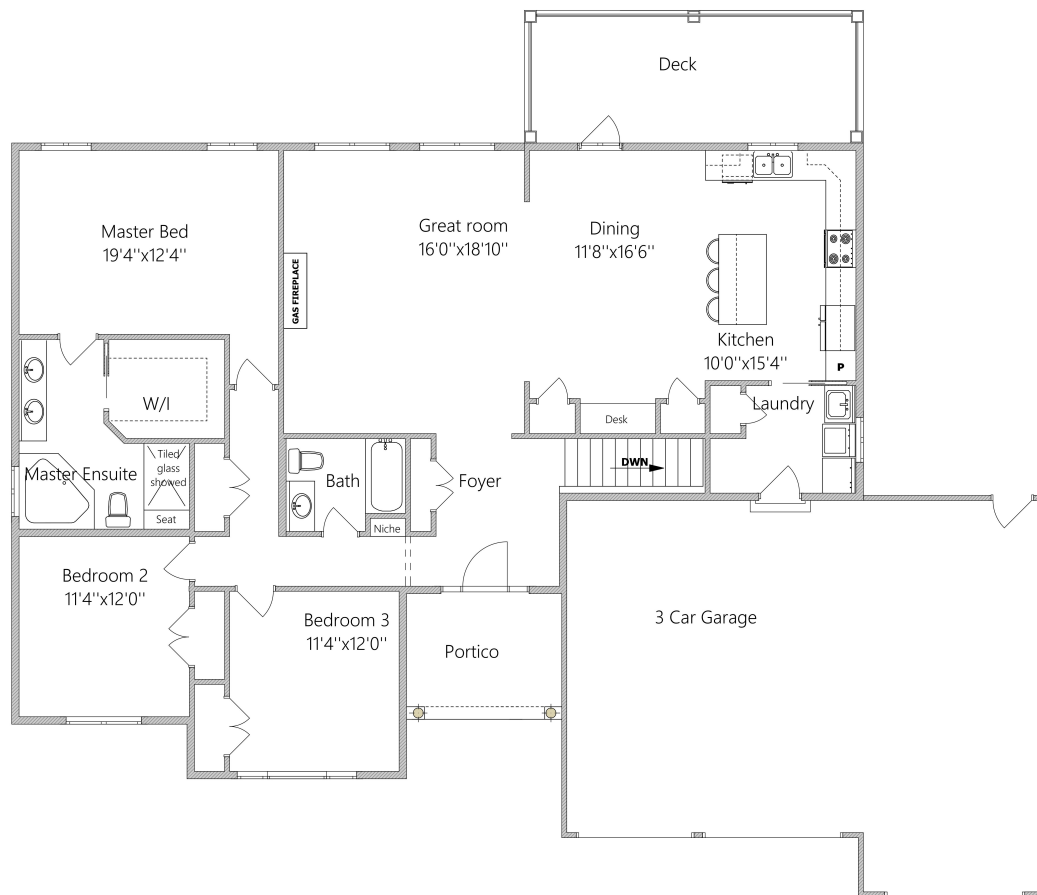 Deck
Master Bed
19'4''x12'4''
Great room
16'0''x18'10''
Dining
11'8''x16'6''
GAS FIREPLACE
Kitchen
10'0''x15'4''
P
W/I
Desk
Laundry
Master Ensuite
Tiled
glass
showed
Seat
Bath
Foyer
DWN
Niche
Bedroom 2
11'4''x12'0''
Bedroom 3
11'4''x12'0''
Portico
3 Car Garage